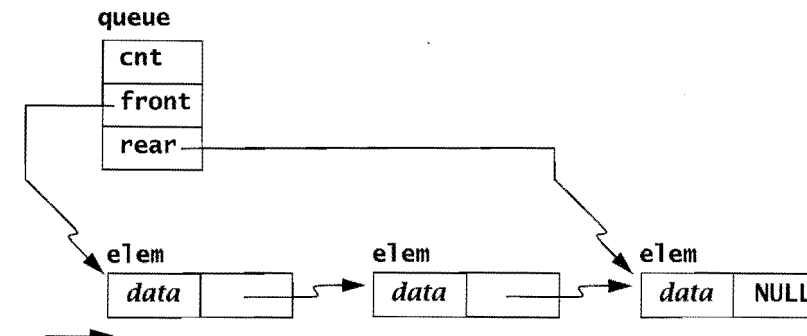 queue
cnt
front
rear
elem elem elem
data data data NULL